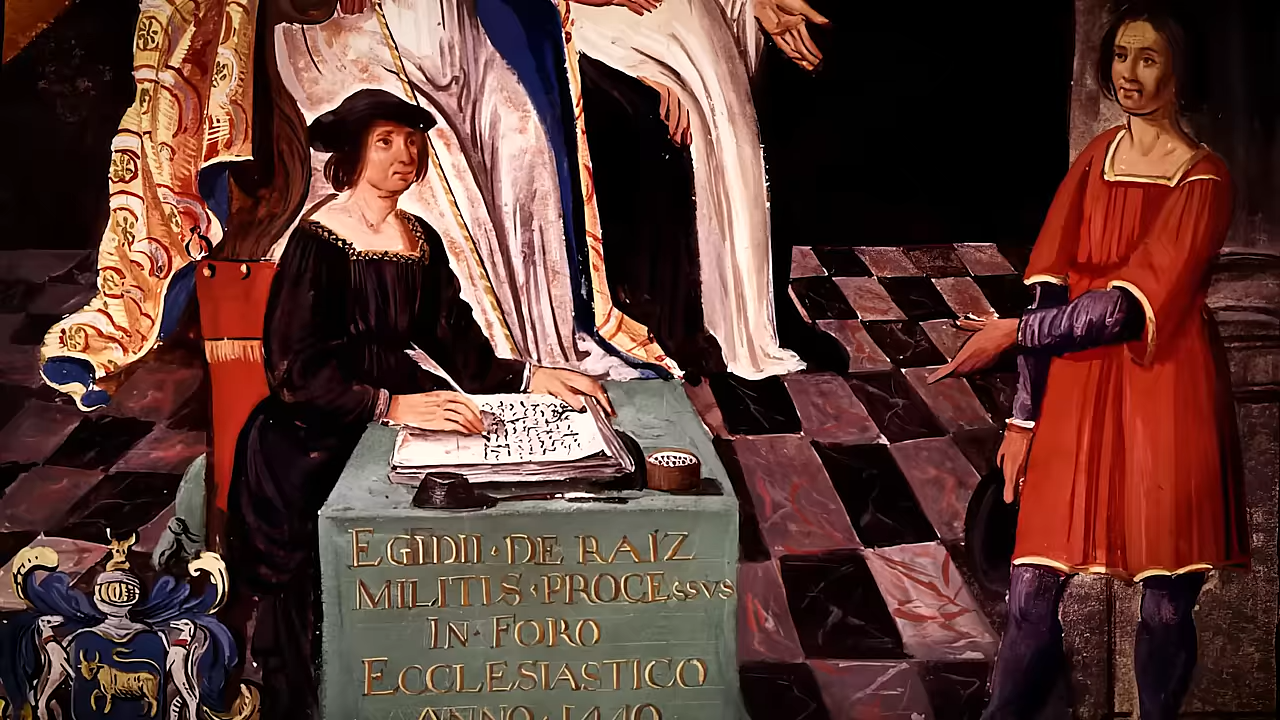 EGIDII · DE RAIZ
MILITIS · PROCESSVS
IN · FORO
ECCLESIASTICO
ANNO · 1440 ·